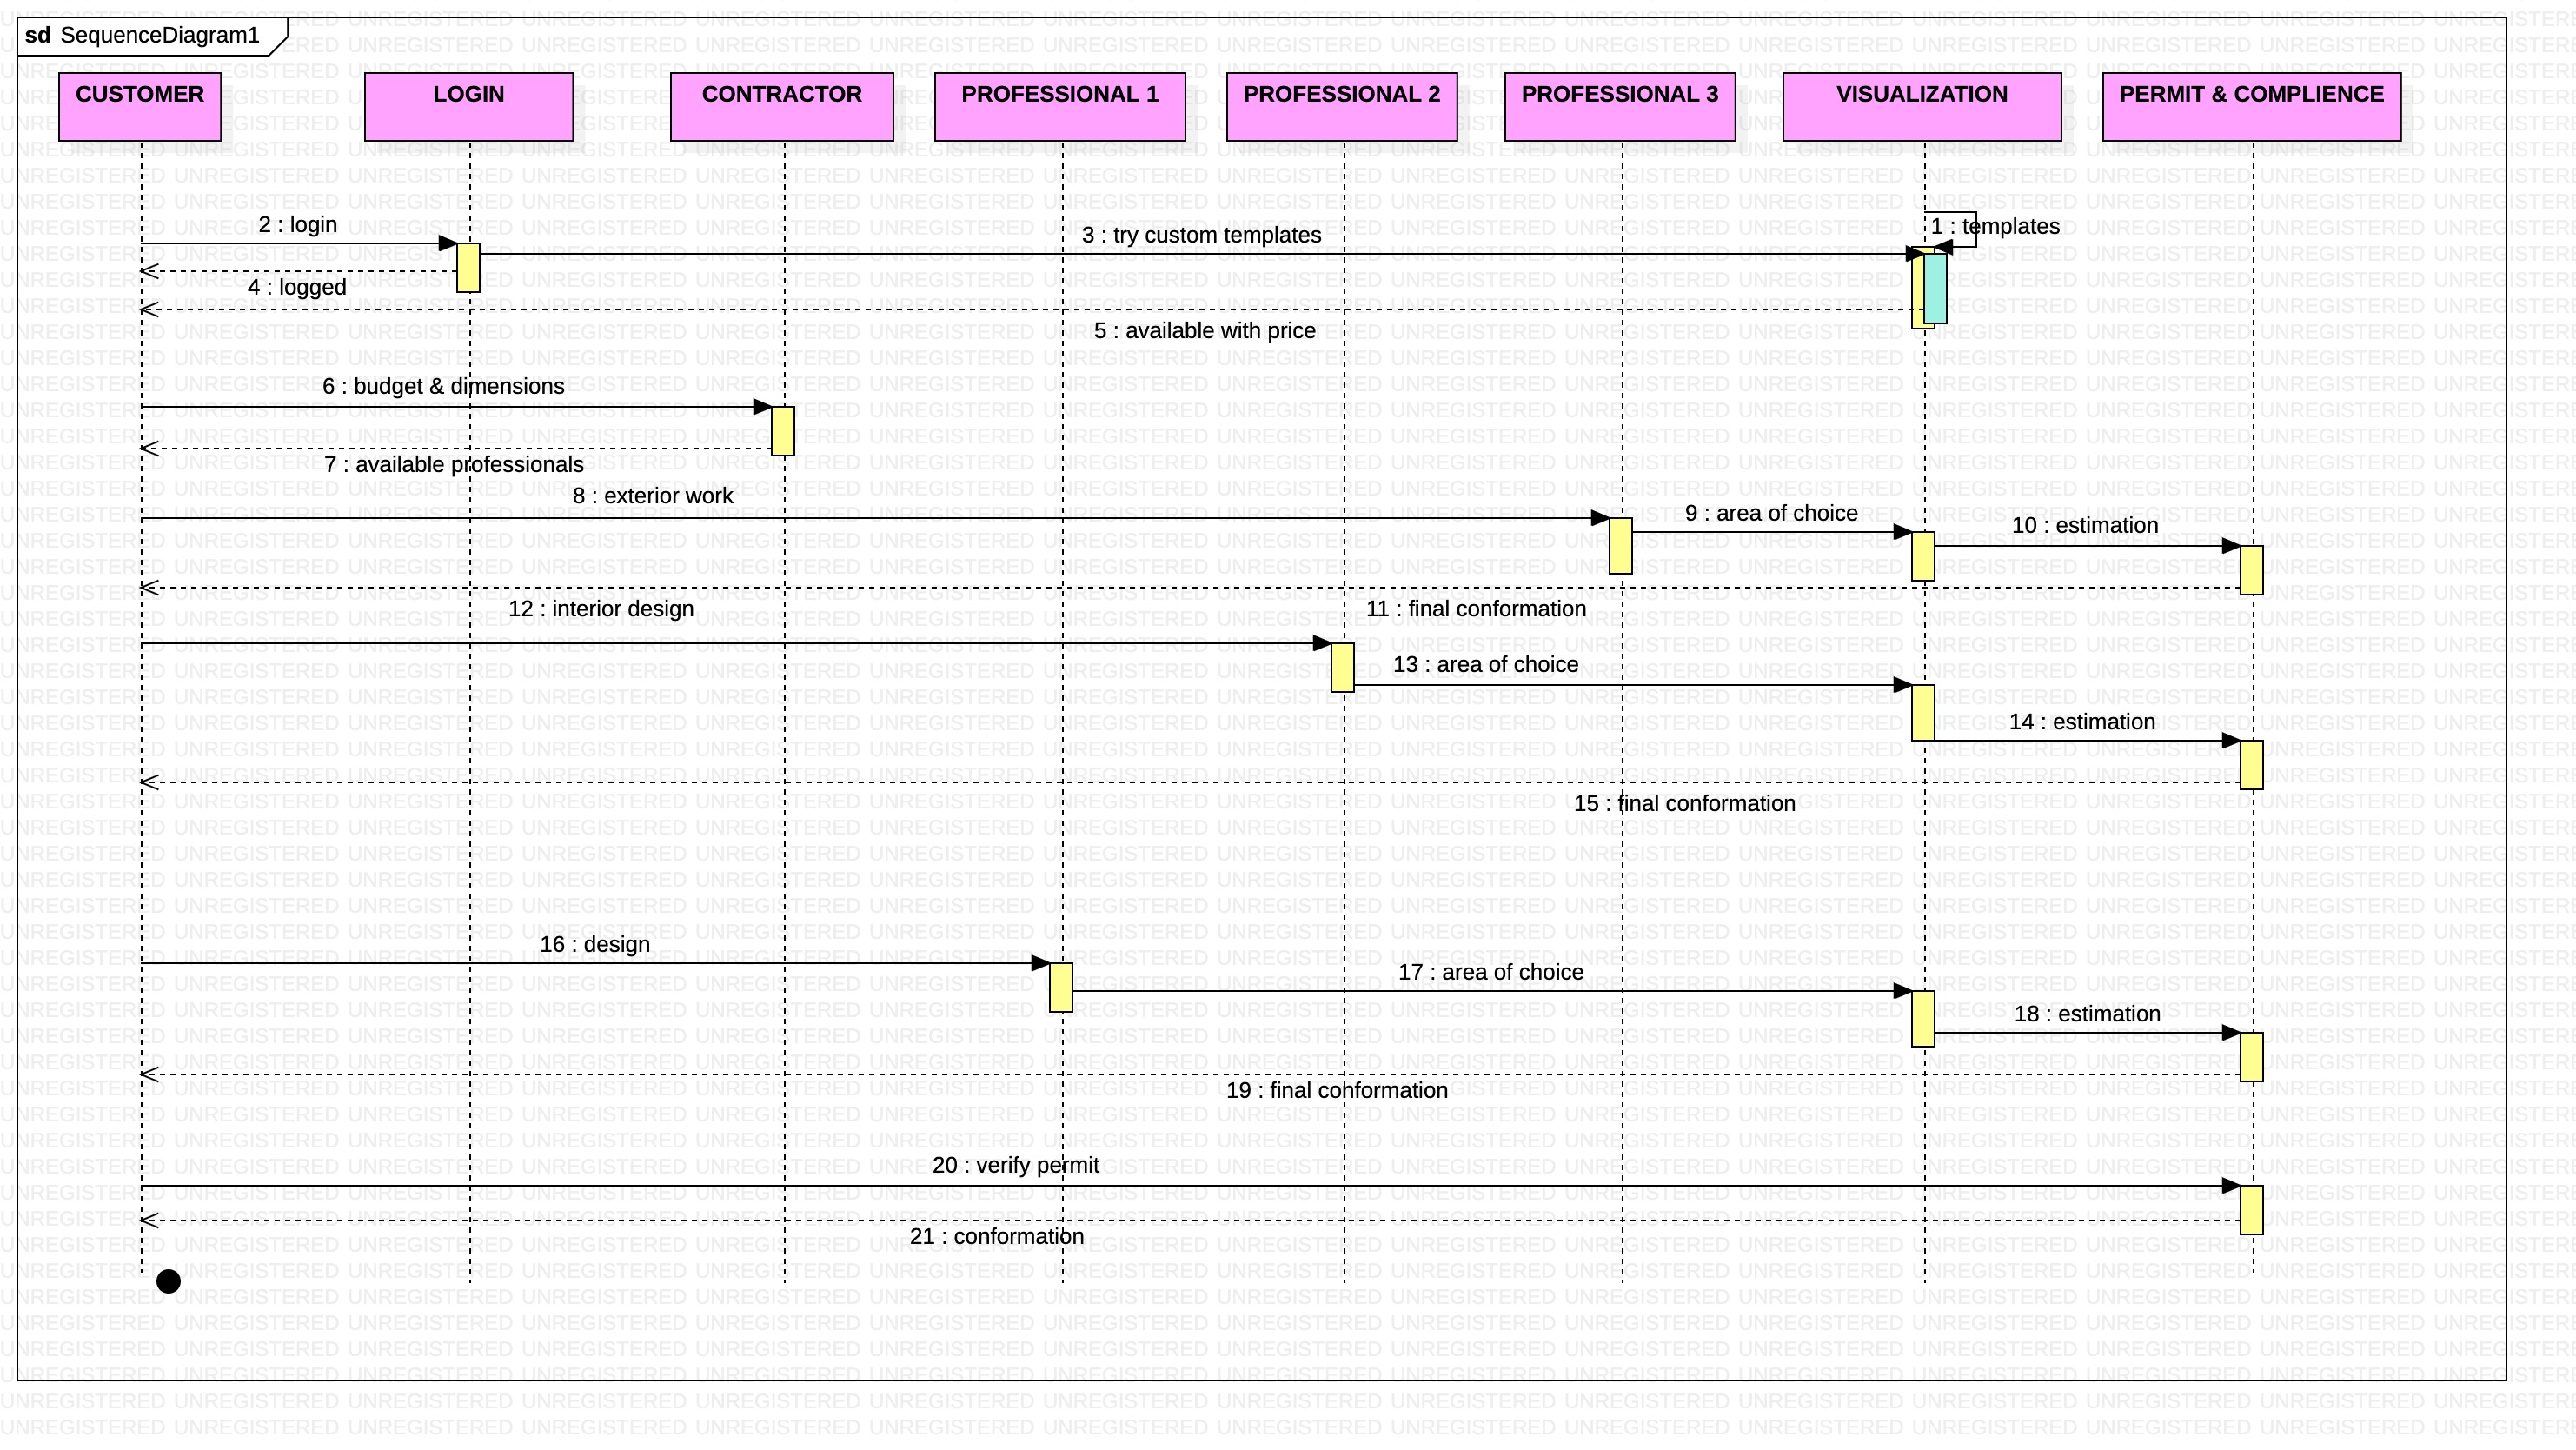 sd SequenceDiagram1
CUSTOMER
LOGIN
CONTRACTOR
PROFESSIONAL 1
PROFESSIONAL 2
PROFESSIONAL 3
VISUALIZATION
PERMIT & COMPLIENCE
2 : login
1 : templates
3 : try custom templates
4 : logged
5 : available with price
6 : budget & dimensions
7 : available professionals
8 : exterior work
9 : area of choice
10 : estimation
12 : interior design
11 : final conformation
13 : area of choice
14 : estimation
15 : final conformation
16 : design
17 : area of choice
18 : estimation
19 : final conformation
20 : verify permit
21 : conformation
UNREGISTERED